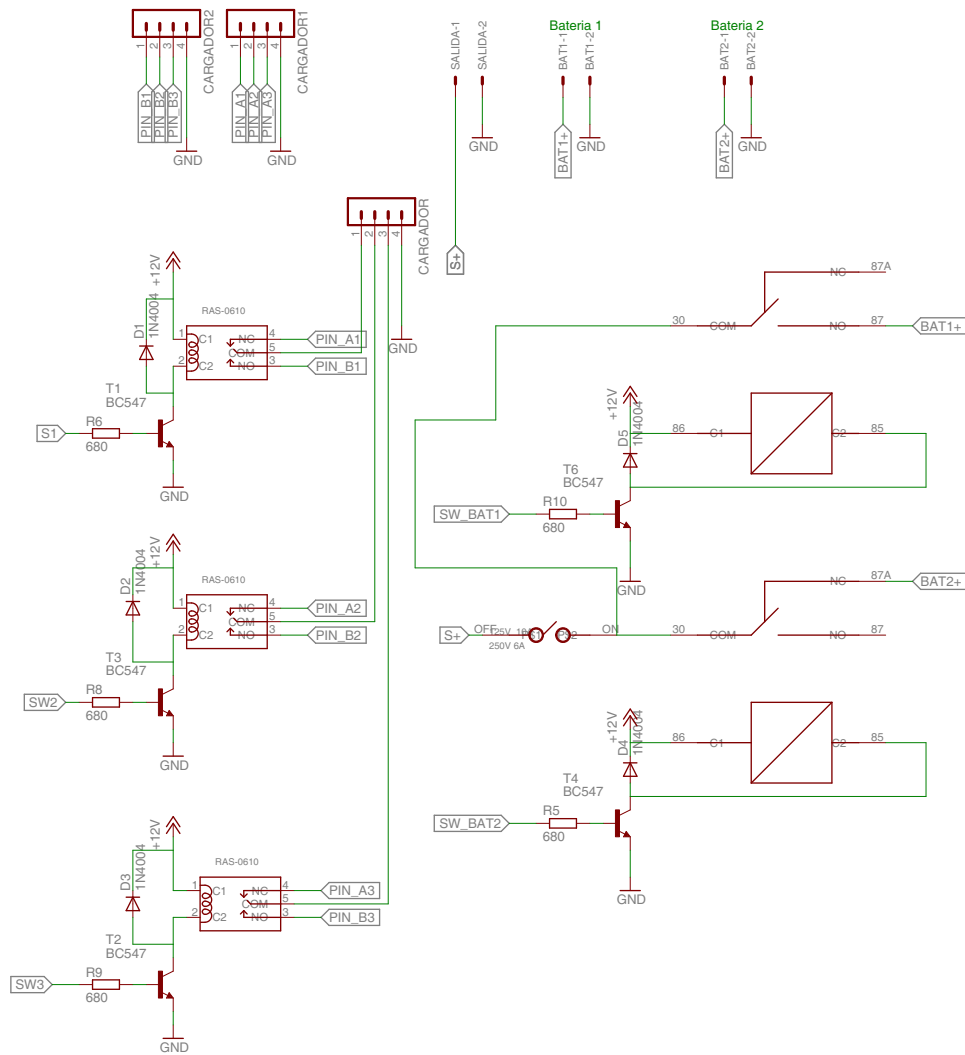 CARGADOR2
1
2
3
4
PIN_B1
PIN_B2
PIN_B3
GND
CARGADOR1
1
2
3
4
PIN_A1
PIN_A2
PIN_A3
GND
SALIDA-1
SALIDA-2
S+
GND
Bateria 1
BAT1-1
BAT1-2
BAT1+
GND
Bateria 2
BAT2-1
BAT2-2
BAT2+
GND
CARGADOR
1
2
3
4
GND
+12V
D1
1N4004
RAS-0610
1
2
C1
C2
NC
COM
NO
4
5
3
PIN_A1
PIN_B1
T1
BC547
S1
R6
680
GND
+12V
D2
1N4004
RAS-0610
1
2
C1
C2
NC
COM
NO
4
5
3
PIN_A2
PIN_B2
T3
BC547
SW2
R8
680
GND
+12V
D3
1N4004
RAS-0610
1
2
C1
C2
NC
COM
NO
4
5
3
PIN_A3
PIN_B3
T2
BC547
SW3
R9
680
GND
NC
87A
30
COM
NO
87
BAT1+
+12V
D5
1N4004
86
C1
C2
85
T6
BC547
SW_BAT1
R10
680
GND
NC
87A
BAT2+
S+
OFF
125V
250V 6A
PS2
ON
30
COM
NO
87
+12V
D4
1N4004
86
C1
C2
85
T4
BC547
SW_BAT2
R5
680
GND